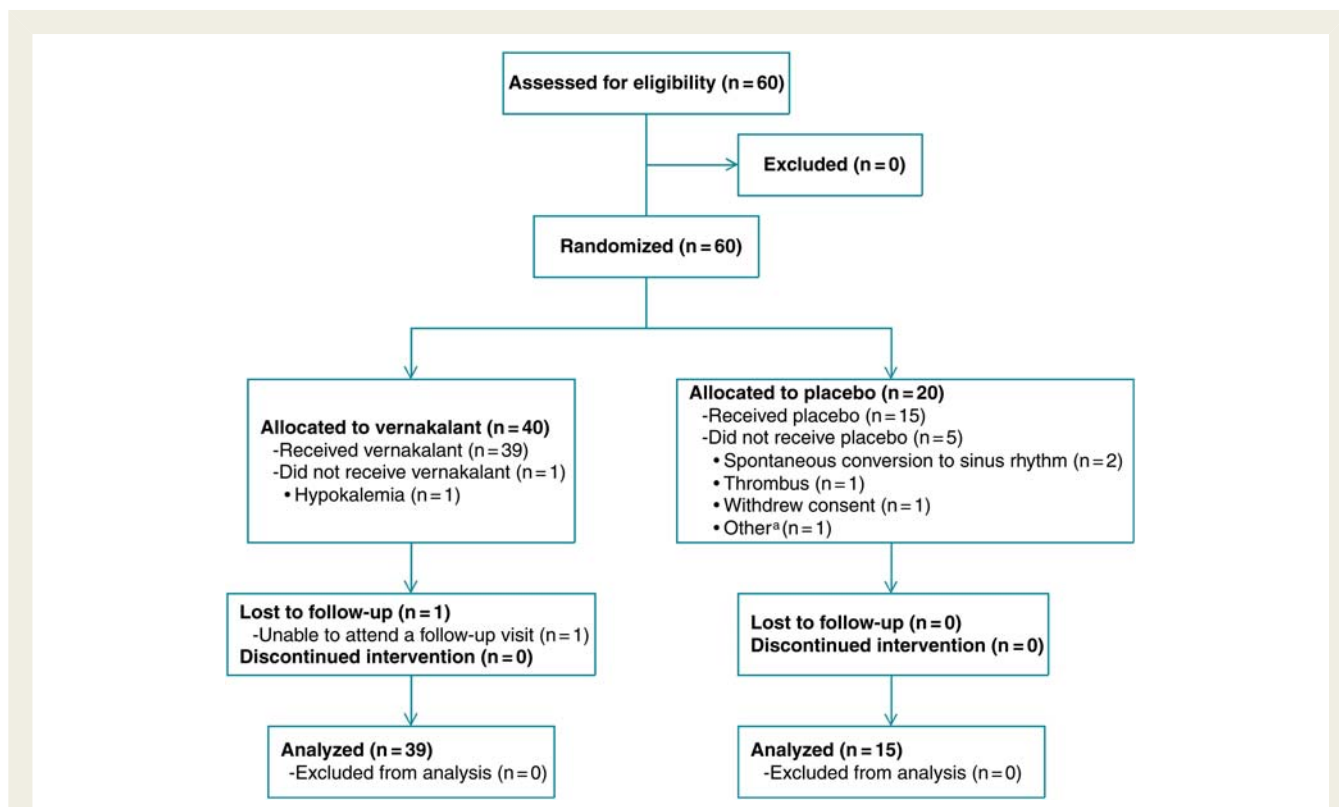 Assessed for eligibility (n = 60)
Excluded (n = 0)
Randomized (n = 60)
Allocated to vernakalant (n = 40)
-Received vernakalant (n = 39)
-Did not receive vernakalant (n = 1)
• Hypokalemia (n = 1)
Allocated to placebo (n = 20)
-Received placebo (n = 15)
-Did not receive placebo (n = 5)
• Spontaneous conversion to sinus rhythm (n = 2)
• Thrombus (n = 1)
• Withdrew consent (n = 1)
• Otherᵃ (n = 1)
Lost to follow-up (n = 1)
-Unable to attend a follow-up visit (n = 1)
Discontinued intervention (n = 0)
Lost to follow-up (n = 0)
Discontinued intervention (n = 0)
Analyzed (n = 39)
-Excluded from analysis (n = 0)
Analyzed (n = 15)
-Excluded from analysis (n = 0)